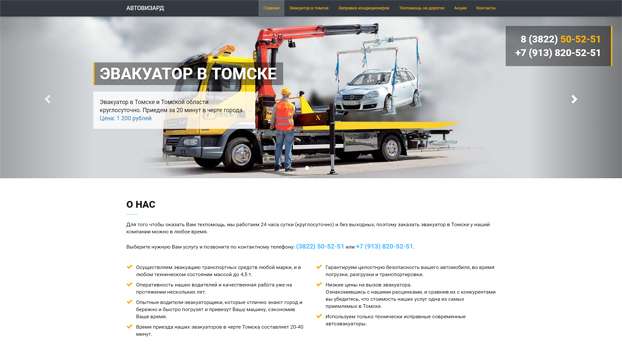 АВТОВИЗАРД
Главная Эвакуатор в томске Заправка кондиционеров Техпомощь на дорогах Акции Контакты
8 (3822) 50-52-51
+7 (913) 820-52-51
ЭВАКУАТОР В ТОМСКЕ
Эвакуатор в Томске и Томской области
круглосуточно. Приедем за 20 минут в черте города.
Цена: 1 200 рублей
О НАС
Для того чтобы оказать Вам техпомощь, мы работаем 24 часа сутки (круглосуточно) и без выходных, поэтому заказать эвакуатор в Томске у нашей
компании можно в любое время.
Выберите нужную Вам услугу и позвоните по контактному телефону: (3822) 50-52-51 или +7 (913) 820-52-51.
Осуществляем эвакуацию транспортных средств любой марки, и в
любом техническом состоянии массой до 4,5 т.
Оперативность наших водителей и качественная работа уже на
протяжении нескольких лет.
Опытные водители-эвакуаторщики, которые отлично знают город и
бережно и быстро погрузят и привезут Вашу машину, сэкономив
Ваше время.
Время приезда наших эвакуаторов в черте Томска составляет 20-40
минут.
Гарантируем целостную безопасность вашего автомобиля, во время
погрузки, разгрузки и транспортировки.
Низкие цены на вызов эвакуатора.
Ознакомившись с нашими расценками, и сравнив их с конкурентами
вы убедитесь, что стоимость наших услуг одна из самых
приемлемых в Томске.
Используем только технически исправные современные
автоэвакуаторы.